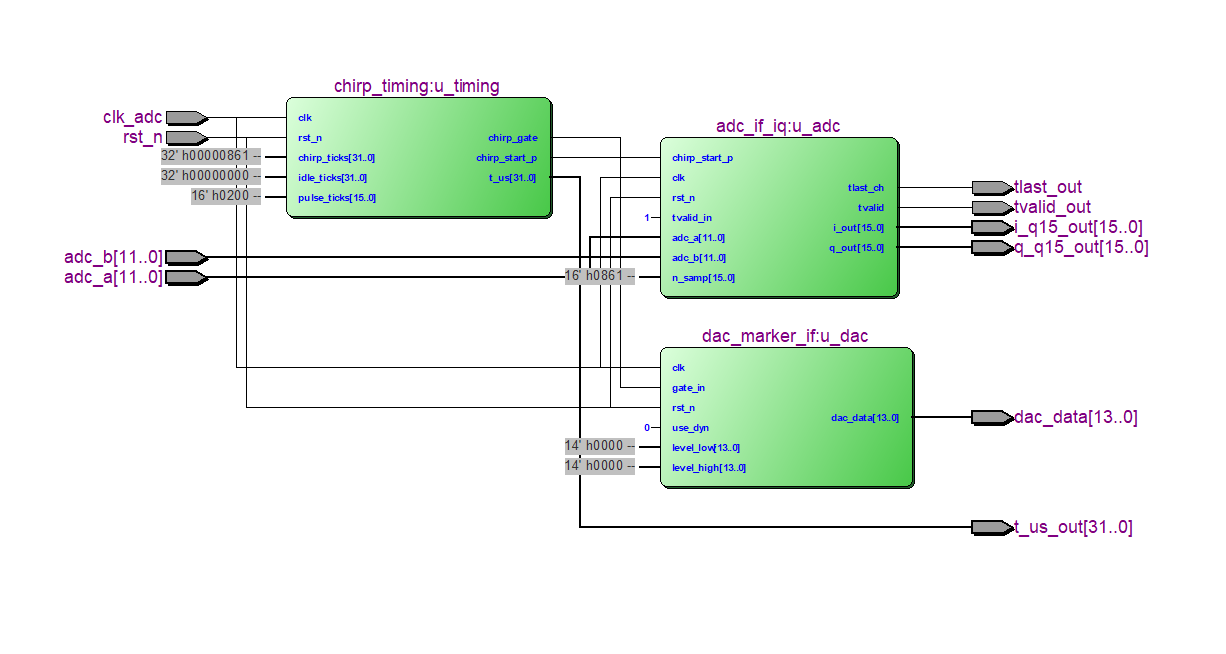 chirp_timing:u_timing
clk_adc
rst_n
32' h00000861 --
32' h00000000 --
16' h0200 --
clk
rst_n
chirp_ticks[31..0]
idle_ticks[31..0]
pulse_ticks[15..0]
chirp_gate
chirp_start_p
t_us[31..0]
adc_b[11..0]
adc_a[11..0]
adc_if_iq:u_adc
chirp_start_p
clk
rst_n
1
tvalid_in
adc_a[11..0]
adc_b[11..0]
16' h0861 --
n_samp[15..0]
tlast_ch
tvalid
i_out[15..0]
q_out[15..0]
tlast_out
tvalid_out
i_q15_out[15..0]
q_q15_out[15..0]
dac_marker_if:u_dac
clk
gate_in
rst_n
0
use_dyn
14' h0000 --
level_low[13..0]
14' h0000 --
level_high[13..0]
dac_data[13..0]
dac_data[13..0]
t_us_out[31..0]